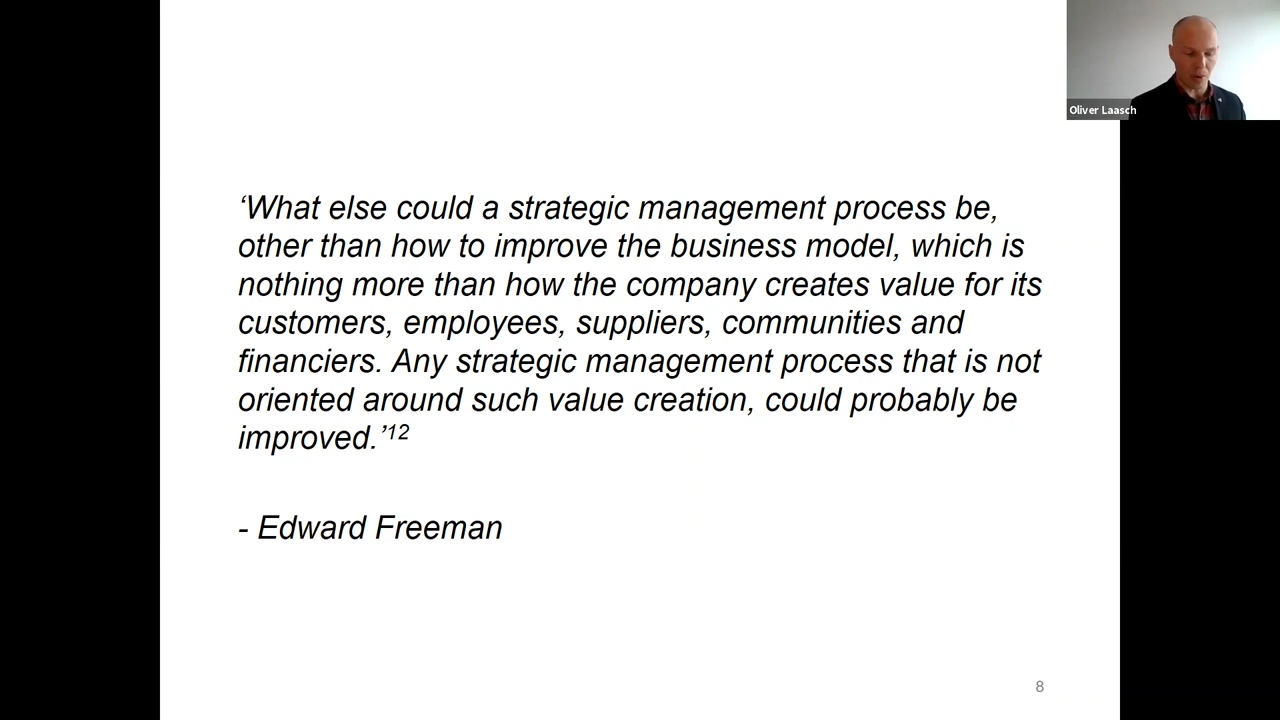 Oliver Laasch
‘What else could a strategic management process be,
other than how to improve the business model, which is
nothing more than how the company creates value for its
customers, employees, suppliers, communities and
financiers. Any strategic management process that is not
oriented around such value creation, could probably be
improved.’12
- Edward Freeman
8